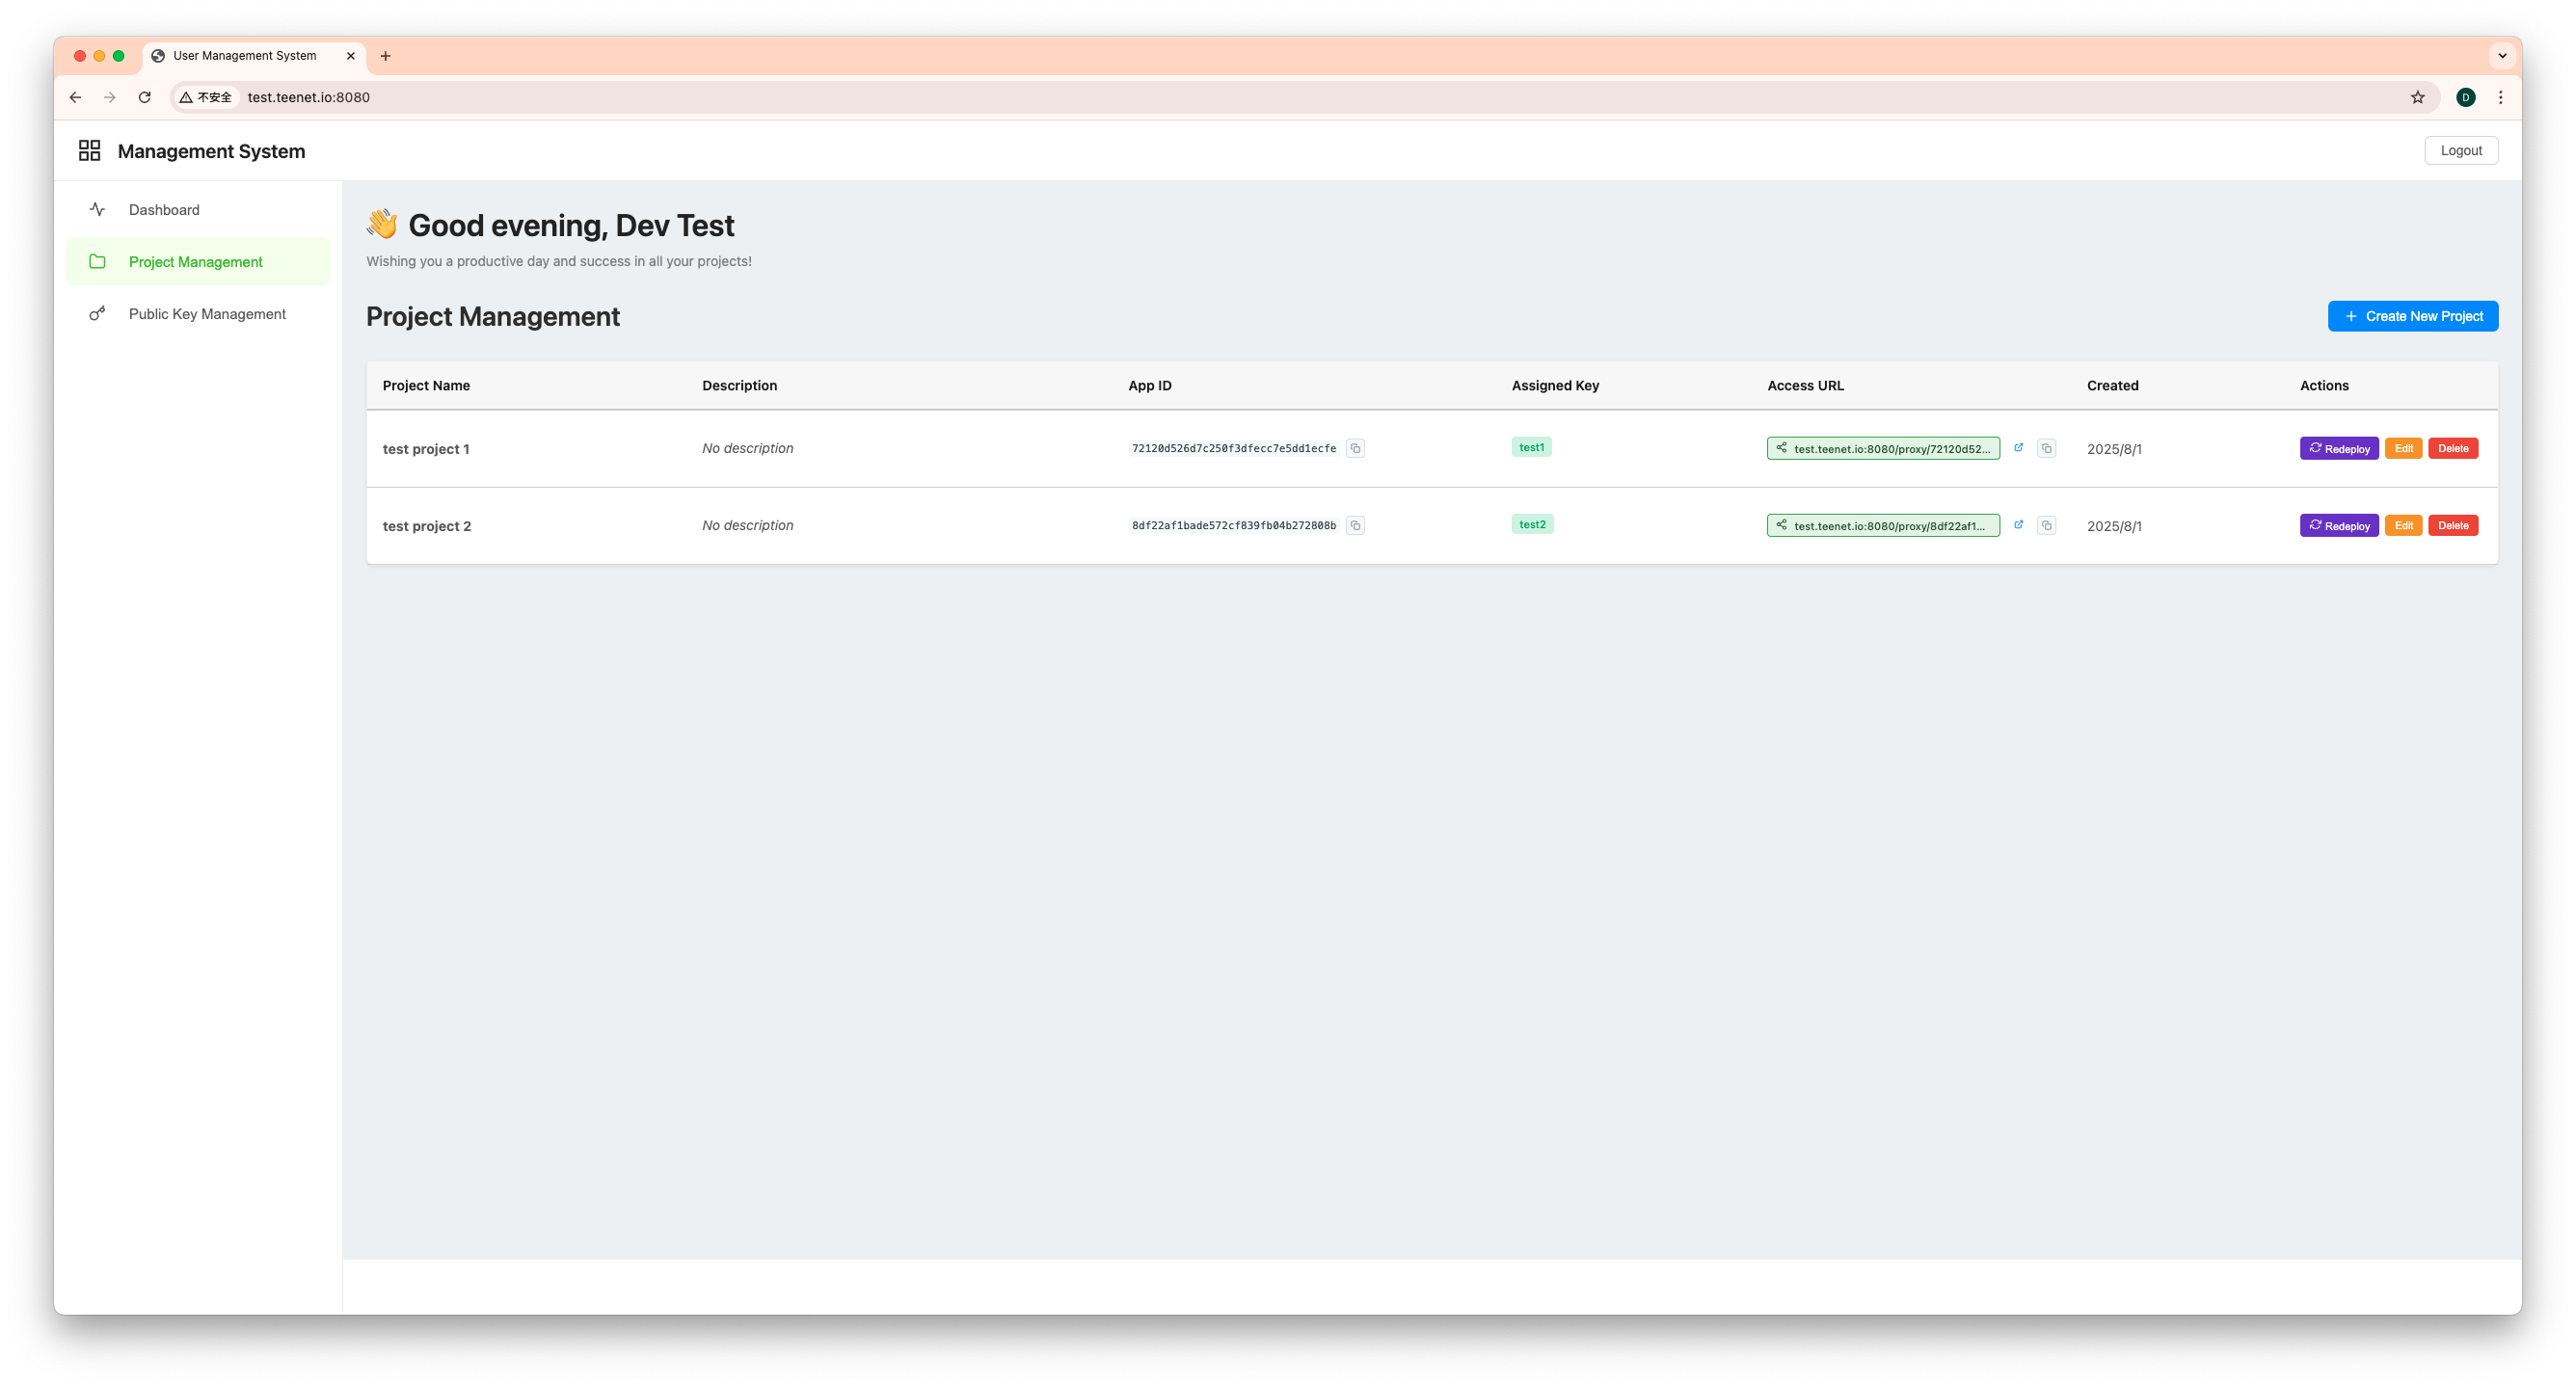 User Management System
不安全 test.teenet.io:8080
D
Management System
Logout
Dashboard
Project Management
Public Key Management
👋 Good evening, Dev Test
Wishing you a productive day and success in all your projects!
Project Management
+ Create New Project
Project Name Description App ID Assigned Key Access URL Created Actions
test project 1 No description 72120d526d7c250f3dfecc7e5dd1ecfe test1 test.teenet.io:8080/proxy/72120d52... 2025/8/1 Redeploy Edit Delete
test project 2 No description 8df22af1bade572cf839fb04b272808b test2 test.teenet.io:8080/proxy/8df22af1... 2025/8/1 Redeploy Edit Delete